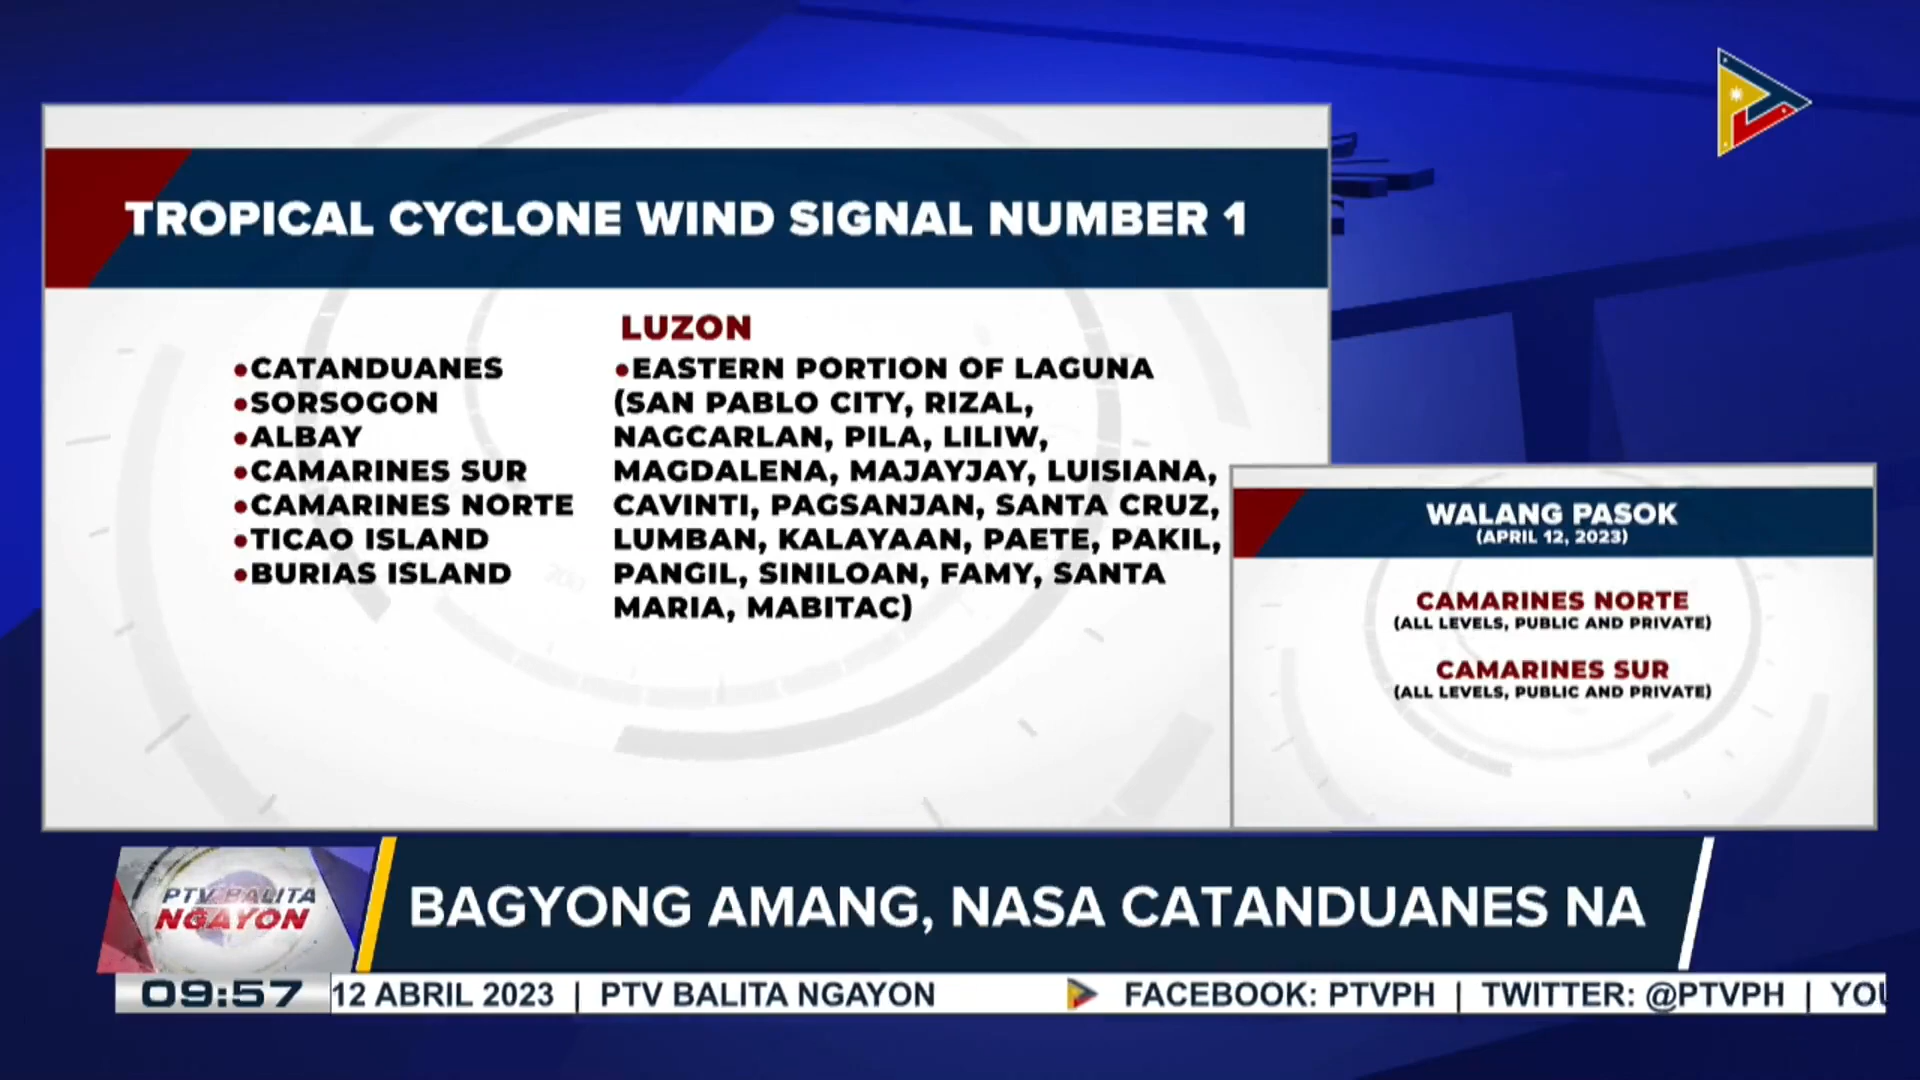 TROPICAL CYCLONE WIND SIGNAL NUMBER 1
LUZON
•CATANDUANES
•SORSOGON
•ALBAY
•CAMARINES SUR
•CAMARINES NORTE
•TICAO ISLAND
•BURIAS ISLAND
•EASTERN PORTION OF LAGUNA
(SAN PABLO CITY, RIZAL,
NAGCARLAN, PILA, LILIW,
MAGDALENA, MAJAYJAY, LUISIANA,
CAVINTI, PAGSANJAN, SANTA CRUZ,
LUMBAN, KALAYAAN, PAETE, PAKIL,
PANGIL, SINILOAN, FAMY, SANTA
MARIA, MABITAC)
WALANG PASOK
(APRIL 12, 2023)
CAMARINES NORTE
(ALL LEVELS, PUBLIC AND PRIVATE)
CAMARINES SUR
(ALL LEVELS, PUBLIC AND PRIVATE)
PTV BALITA
NGAYON
BAGYONG AMANG, NASA CATANDUANES NA
09:57
12 ABRIL 2023 | PTV BALITA NGAYON FACEBOOK: PTVPH | TWITTER: @PTVPH |